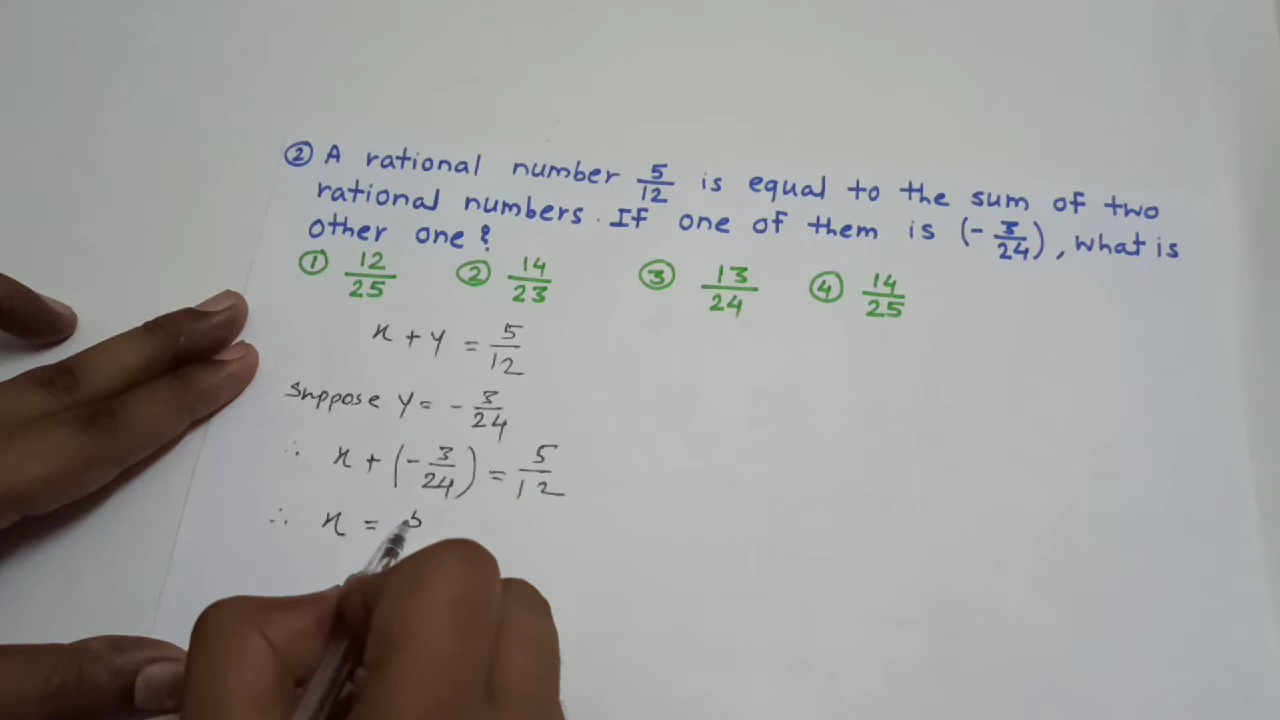 ② A rational number 5/12 is equal to the sum of two
rational numbers. If one of them is (- 3/24), what is
other one?
① 12/25 ② 14/23 ③ 13/24 ④ 14/25
x + y = 5/12
Suppose y = - 3/24
∴ x + (- 3/24) = 5/12
∴ x = 5